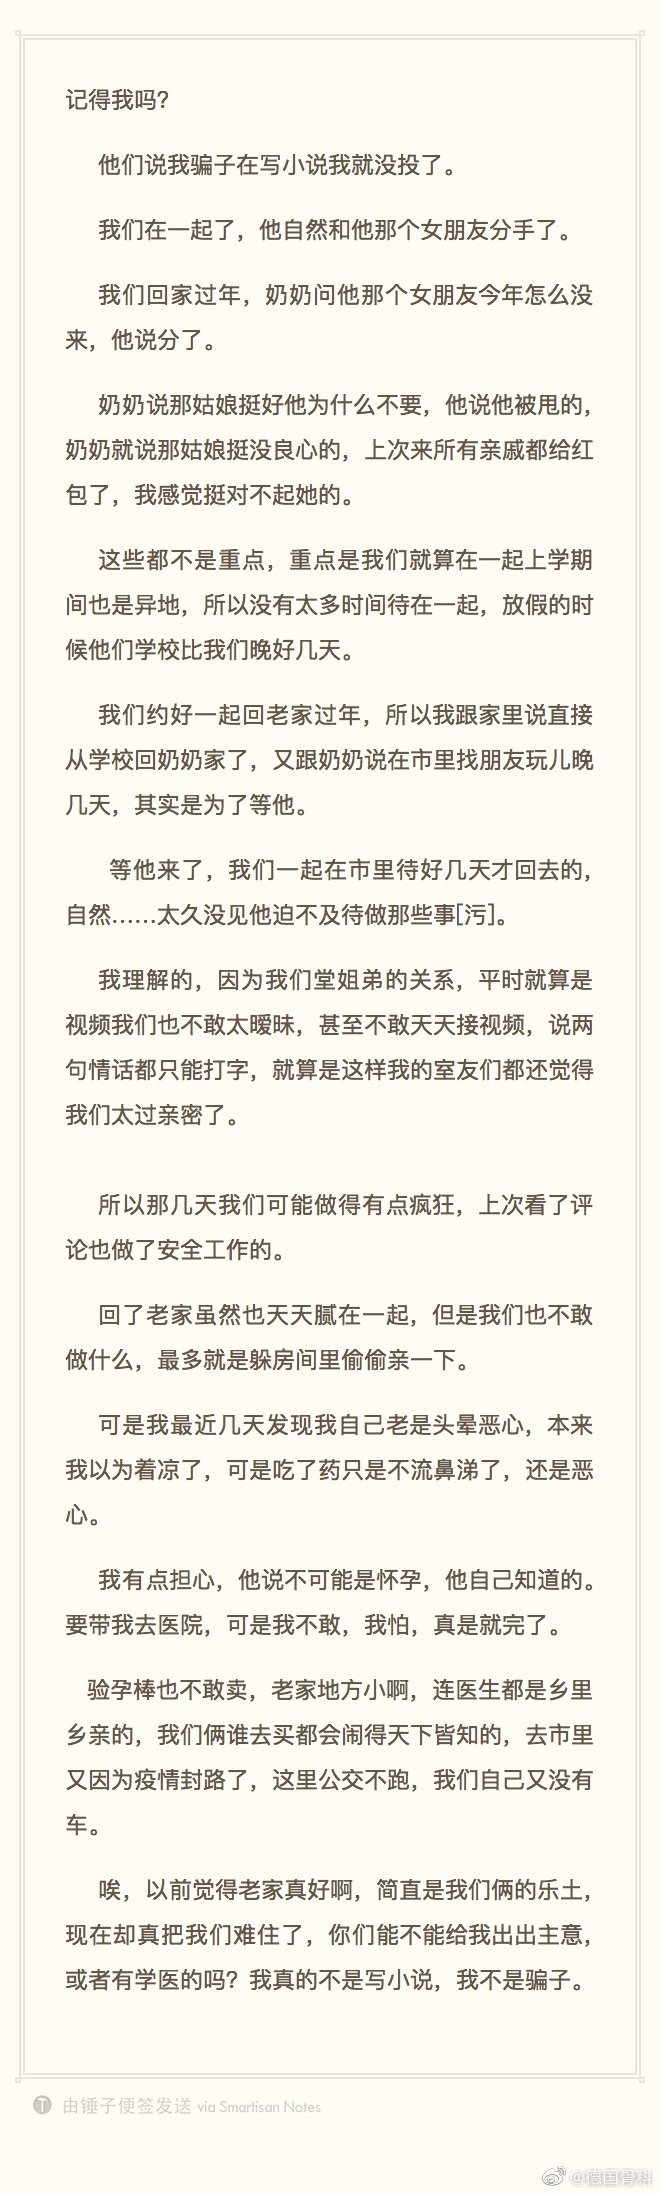 记得我吗？
他们说我骗子在写小说我就没投了。
我们在一起了，他自然和他那个女朋友分手了。
我们回家过年，奶奶问他那个女朋友今年怎么没
来，他说分了。
奶奶说那姑娘挺好他为什么不要，他说他被甩的，
奶奶就说那姑娘挺没良心的，上次来所有亲戚都给红
包了，我感觉挺对不起她的。
这些都不是重点，重点是我们就算在一起上学期
间也是异地，所以没有太多时间待在一起，放假的时
候他们学校比我们晚好几天。
我们约好一起回老家过年，所以我跟家里说直接
从学校回奶奶家了，又跟奶奶说在市里找朋友玩儿晚
几天，其实是为了等他。
等他来了，我们一起在市里待好几天才回去的，
自然……太久没见他迫不及待做那些事[污]。
我理解的，因为我们堂姐弟的关系，平时就算是
视频我们也不敢太暧昧，甚至不敢天天接视频，说两
句情话都只能打字，就算是这样我的室友们都还觉得
我们太过亲密了。
所以那几天我们可能做得有点疯狂，上次看了评
论也做了安全工作的。
回了老家虽然也天天腻在一起，但是我们也不敢
做什么，最多就是躲房间里偷偷亲一下。
可是我最近几天发现我自己老是头晕恶心，本来
我以为着凉了，可是吃了药只是不流鼻涕了，还是恶
心。
我有点担心，他说不可能是怀孕，他自己知道的。
要带我去医院，可是我不敢，我怕，真是就完了。
验孕棒也不敢卖，老家地方小啊，连医生都是乡里
乡亲的，我们俩谁去买都会闹得天下皆知的，去市里
又因为疫情封路了，这里公交不跑，我们自己又没有
车。
唉，以前觉得老家真好啊，简直是我们俩的乐土，
现在却真把我们难住了，你们能不能给我出出主意，
或者有学医的吗？我真的不是写小说，我不是骗子。
T 由锤子便签发送 via Smartisan Notes
@德国骨科